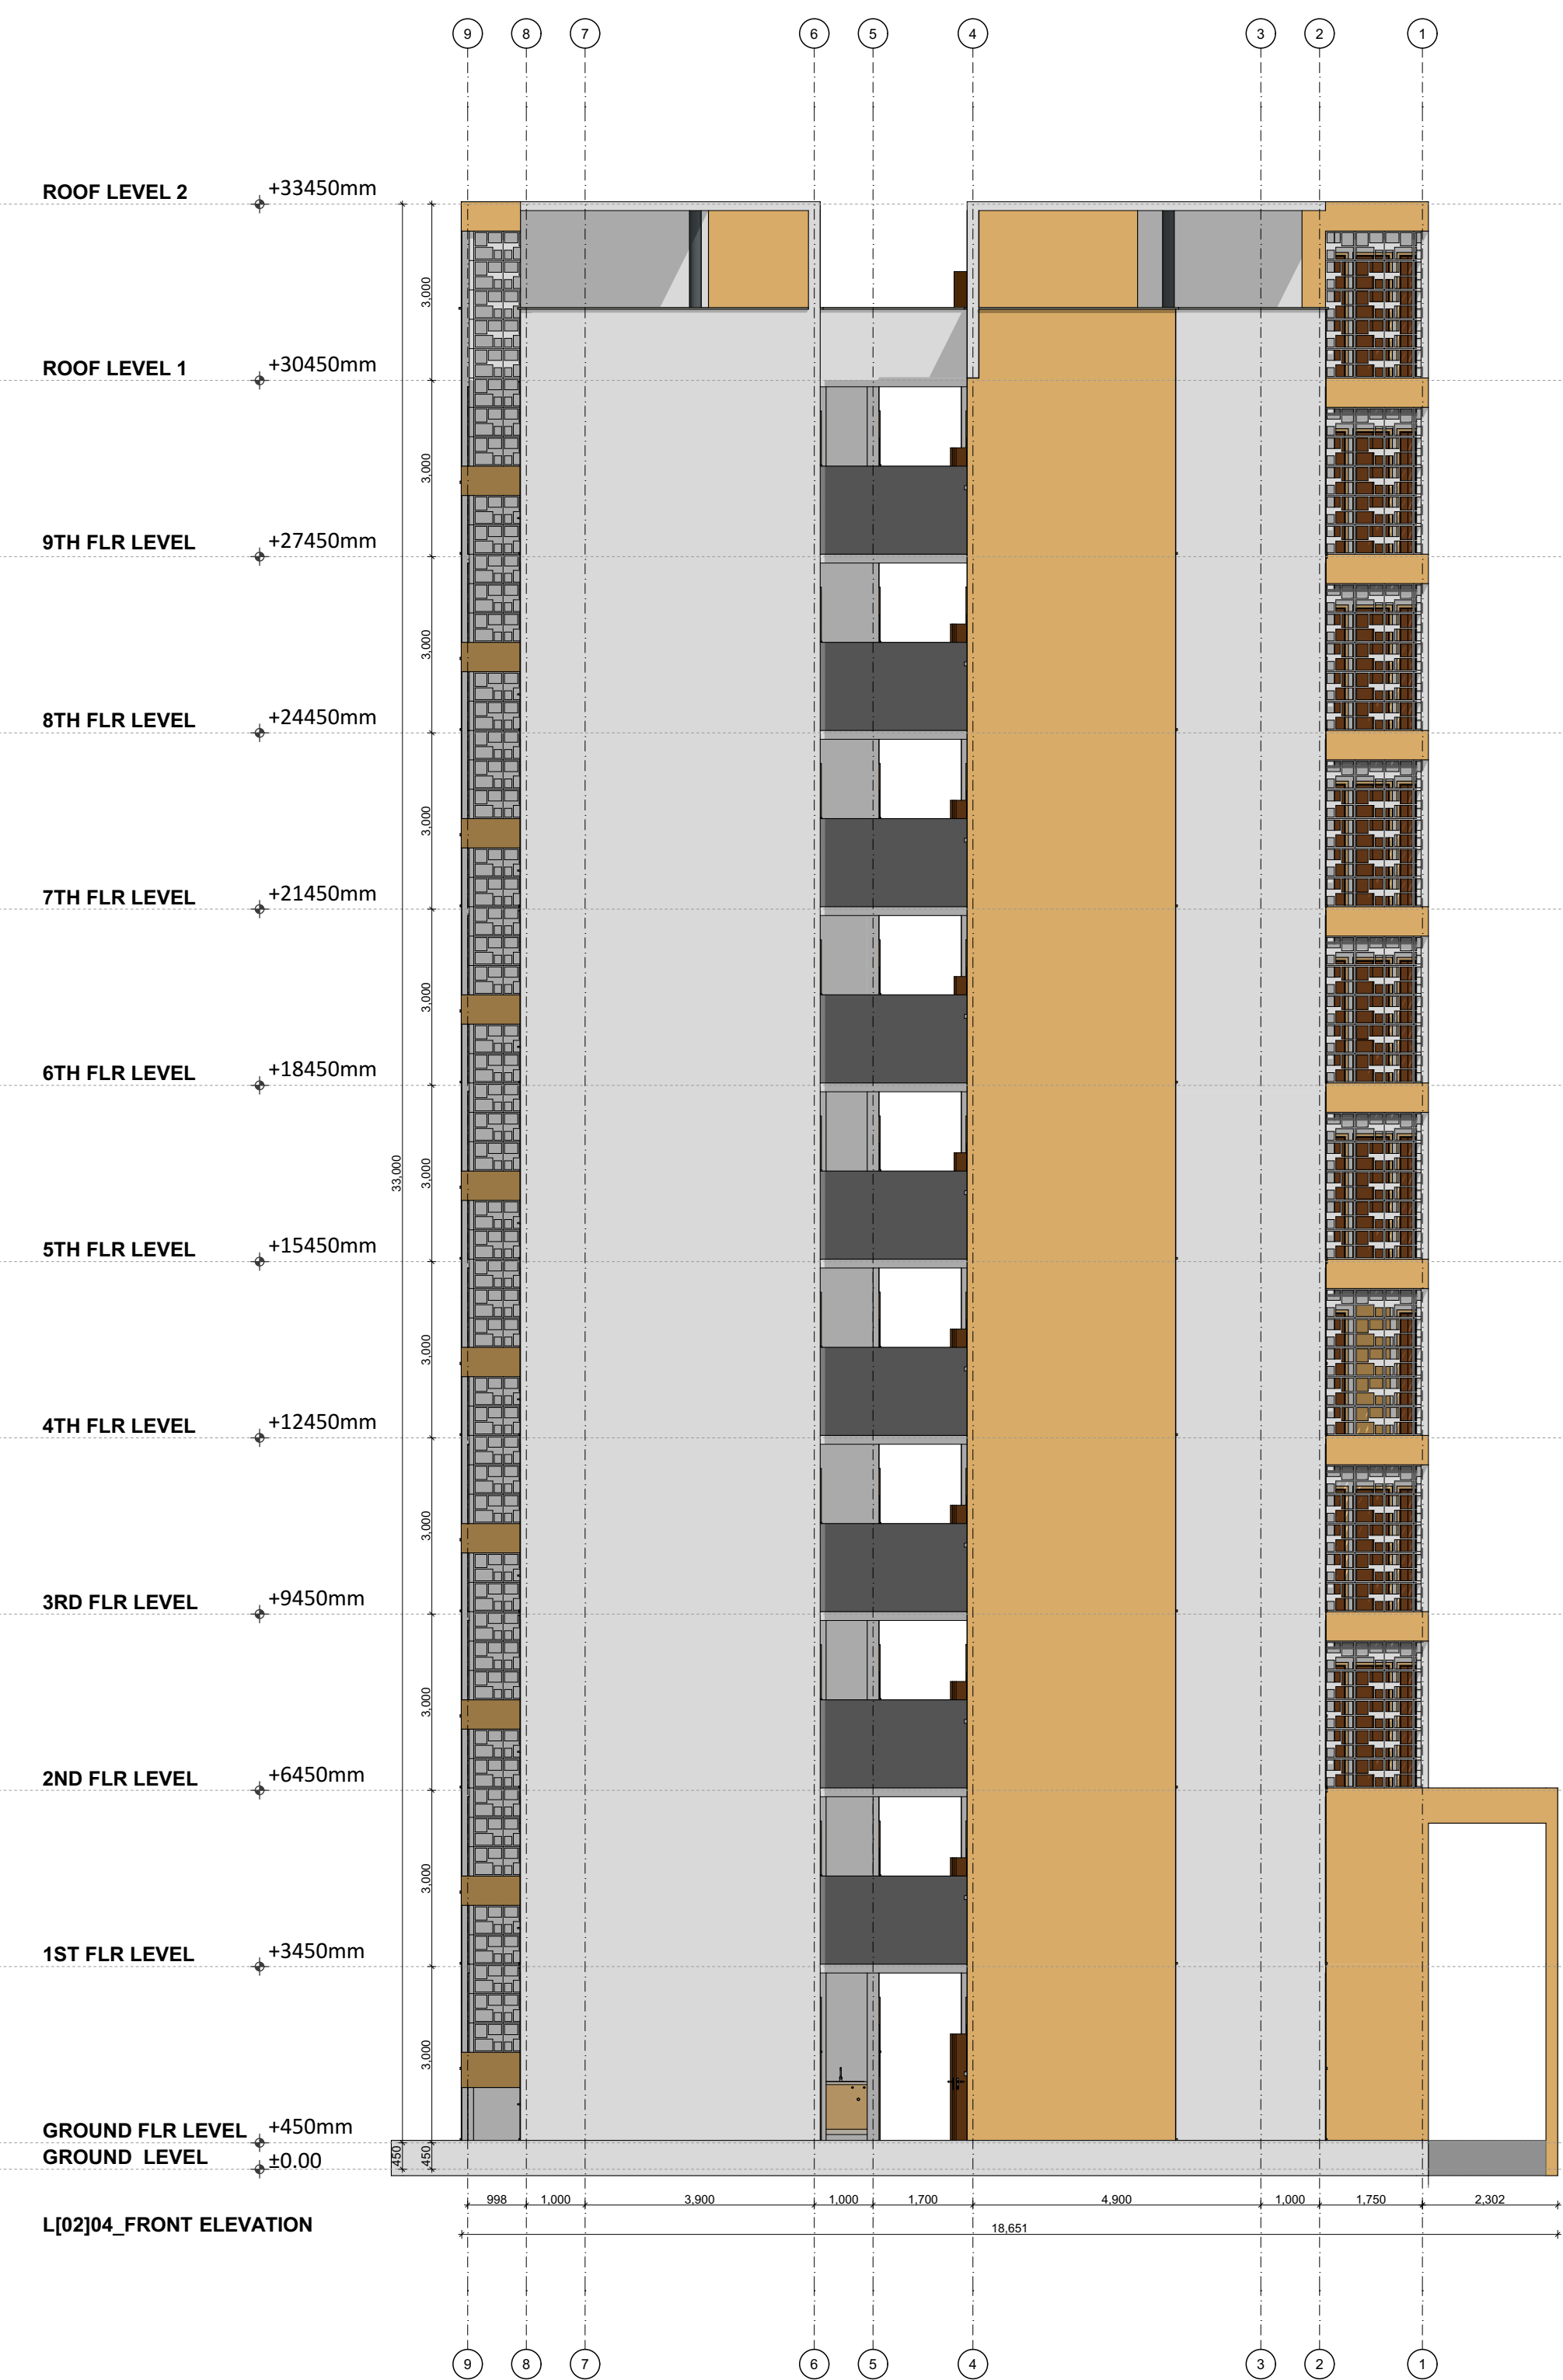 9 8 7 6 5 4 3 2 1
ROOF LEVEL 2 +33450mm
3,000
ROOF LEVEL 1 +30450mm
3,000
9TH FLR LEVEL +27450mm
3,000
8TH FLR LEVEL +24450mm
3,000
7TH FLR LEVEL +21450mm
3,000
6TH FLR LEVEL +18450mm
33,000 3,000
5TH FLR LEVEL +15450mm
3,000
4TH FLR LEVEL +12450mm
3,000
3RD FLR LEVEL +9450mm
3,000
2ND FLR LEVEL +6450mm
3,000
1ST FLR LEVEL +3450mm
3,000
GROUND FLR LEVEL +450mm
GROUND LEVEL ±0.00 450 450
998 1,000 3,900 1,000 1,700 4,900 1,000 1,750 2,302
L[02]04_FRONT ELEVATION 18,651
9 8 7 6 5 4 3 2 1